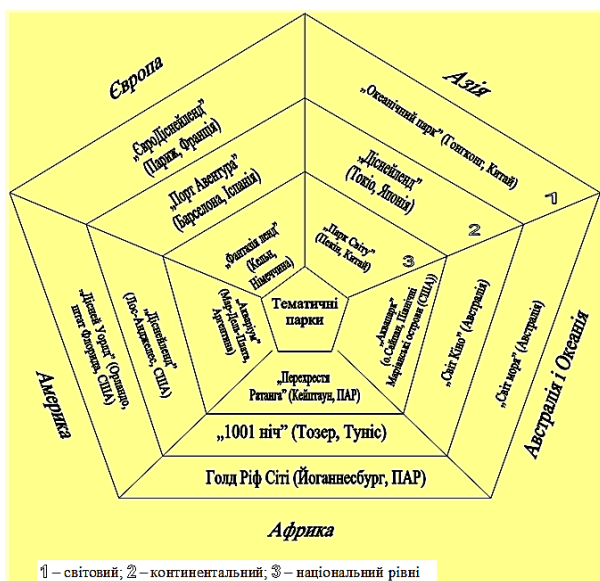 Європа
Азія
„ЄвроДіснейленд”
(Париж, Франція)
„Океанічний парк” (Гонгконг, Китай)
1
„Порт Авентура”
(Барселона, Іспанія)
„Діснейленд”
(Токіо, Японія)
2
(Кельн,
Німеччина)
„Парк Світу”
(Пекін, Китай)
3
Тематичні
парки
„Дісней Уорлд” (Орландо,
штат Флорида, США)
„Діснейленд”
(Лос-Анджелес, США)
„Акваріум”
(Мар-Дель-Плата,
Аргентина)
„Аквапарк”
(о.Сайпан, Північні
Маріанські острови (США))
„Світ Кіно” (Австралія)
„Світ моря” (Австралія)
Америка
Австралія і Океанія
„Перехрестя
Ратанга” (Кейптаун, ПАР)
„1001 ніч” (Тозер, Туніс)
Голд Ріф Сіті (Йоганнесбург, ПАР)
Африка
1 – світовий; 2 – континентальний; 3 – національний рівні